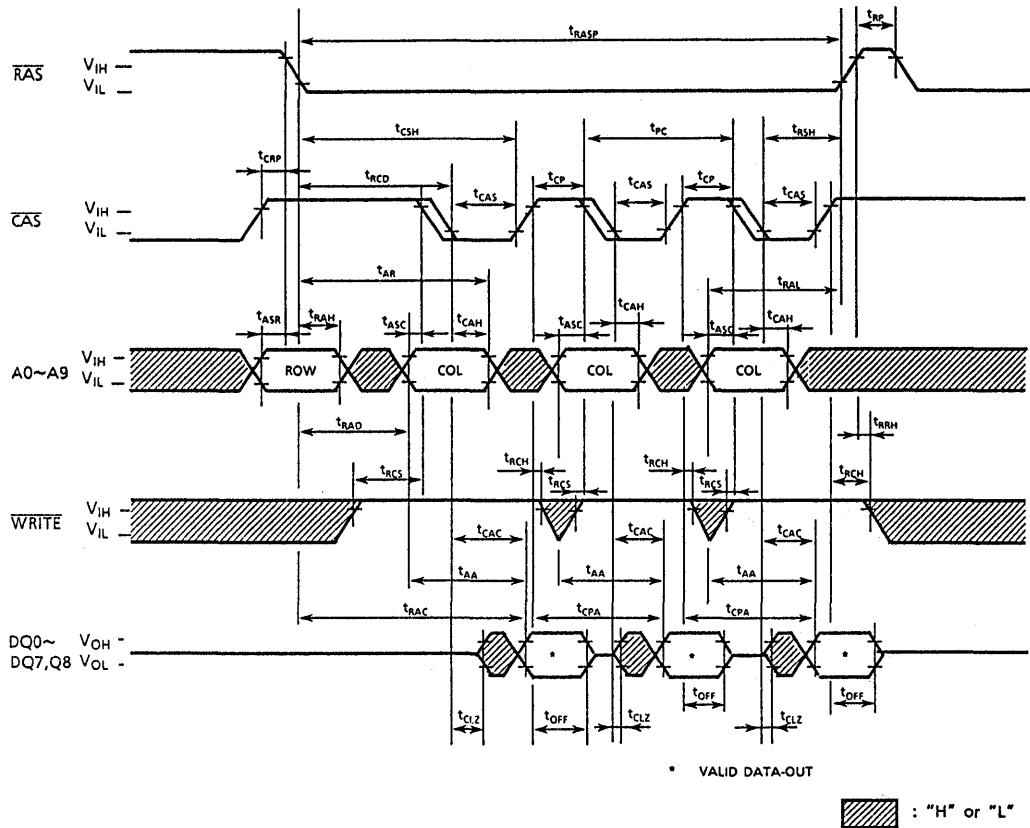 tRASP
tRP
RAS
VIH
VIL
tCSH
tPC
tRSH
tCRP
tRCD
tCAS
tCP
tCAS
tCP
tCAS
CAS
VIH
VIL
tAR
tRAL
tASR
tRAH
tASC
tCAH
tASC
tCAH
tASC
tCAH
A0~A9
VIH
VIL
ROW
COL
COL
COL
tRAD
tRRH
tRCS
tRCH
tRCS
tRCH
tRCS
tRCH
WRITE
VIH
VIL
tCAC
tCAC
tCAC
tAA
tAA
tAA
tRAC
tCPA
tCPA
DQ0~
DQ7,Q8
VOH
VOL
*
*
*
tCLZ
tOFF
tCLZ
tOFF
tCLZ
tOFF
* VALID DATA-OUT
: "H" or "L"